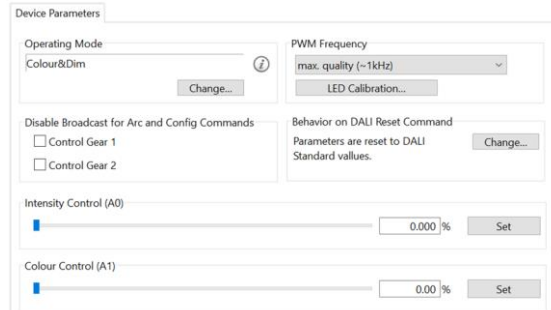 Device Parameters
Operating Mode
Colour&Dim
Change...
PWM Frequency
max. quality (~1kHz)
LED Calibration...
Disable Broadcast for Arc and Config Commands
Control Gear 1
Control Gear 2
Behavior on DALI Reset Command
Parameters are reset to DALI
Standard vallues.
Change...
Intensity Control (A0)
0.000 %
Set
Colour Control (A1)
0.00 %
Set